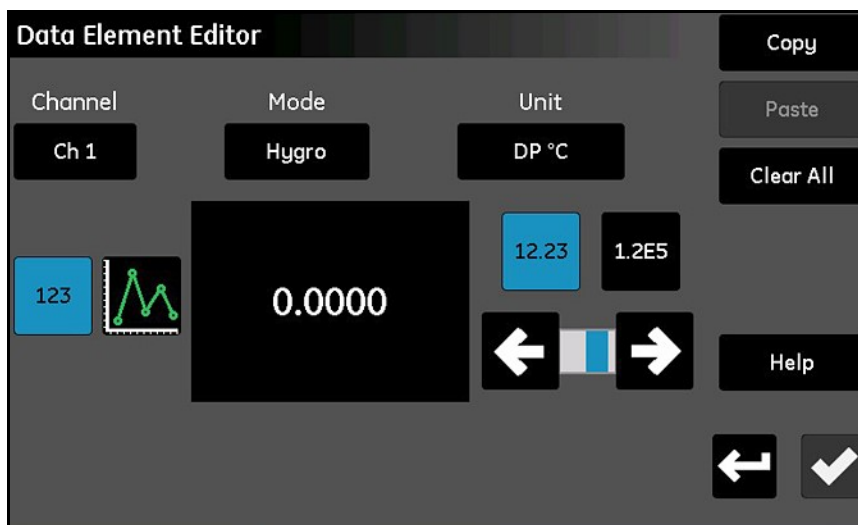 Data Element Editor
Copy
Channel
Mode
Unit
Paste
Ch 1
Hygro
DP °C
Clear All
12.23
1.2E5
123
0.0000
Help